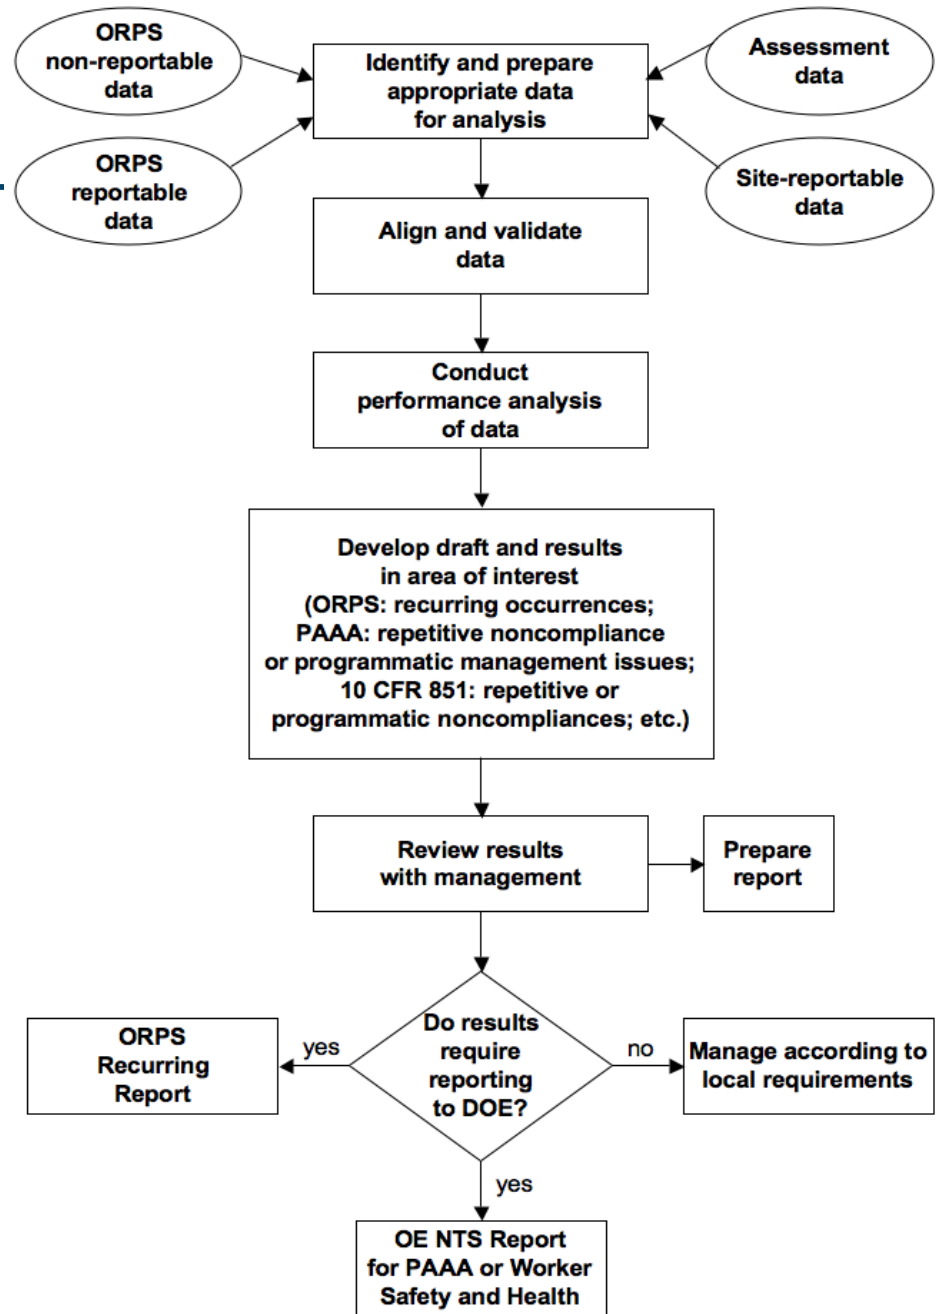 ORPS
non-reportable
data
Identify and prepare
appropriate data
for analysis
Assessment
data
ORPS
reportable
data
Site-reportable
data
Align and validate
data
Conduct
performance analysis
of data
Develop draft and results
in area of interest
(ORPS: recurring occurrences;
PAAA: repetitive noncompliance
or programmatic management issues;
10 CFR 851: repetitive or
programmatic noncompliances; etc.)
Review results
with management
Prepare
report
Do results
require
reporting
to DOE?
yes
ORPS
Recurring
Report
no
Manage according to
local requirements
yes
OE NTS Report
for PAAA or Worker
Safety and Health